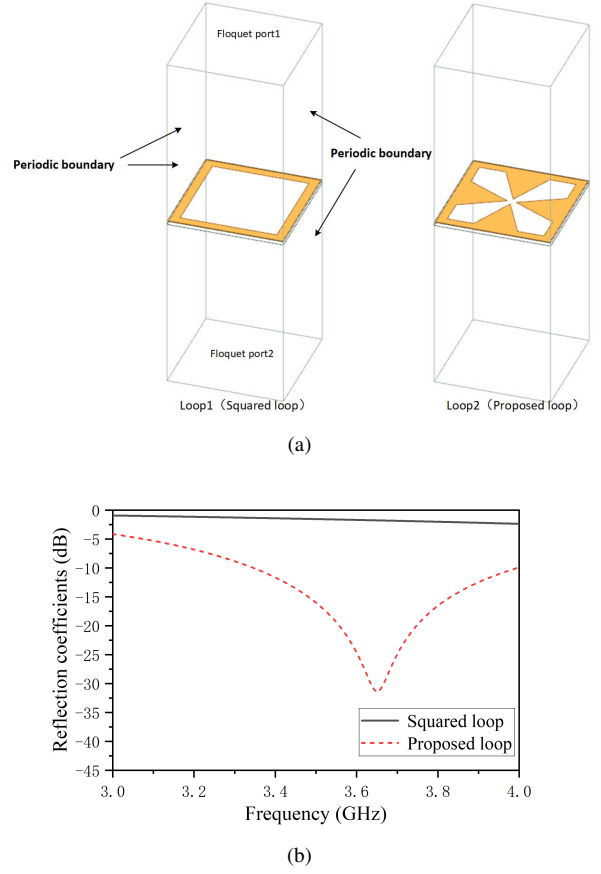 Floquet port1
Periodic boundary
Periodic boundary
Floquet port2
Loop1（Squared loop）
Loop2（Proposed loop）
(a)
0
-5
-10
-15
-20
-25
-30
-35
-40
-45
Reflection coefficients (dB)
Squared loop
Proposed loop
3.0
3.2
3.4
3.6
3.8
4.0
Frequency (GHz)
(b)